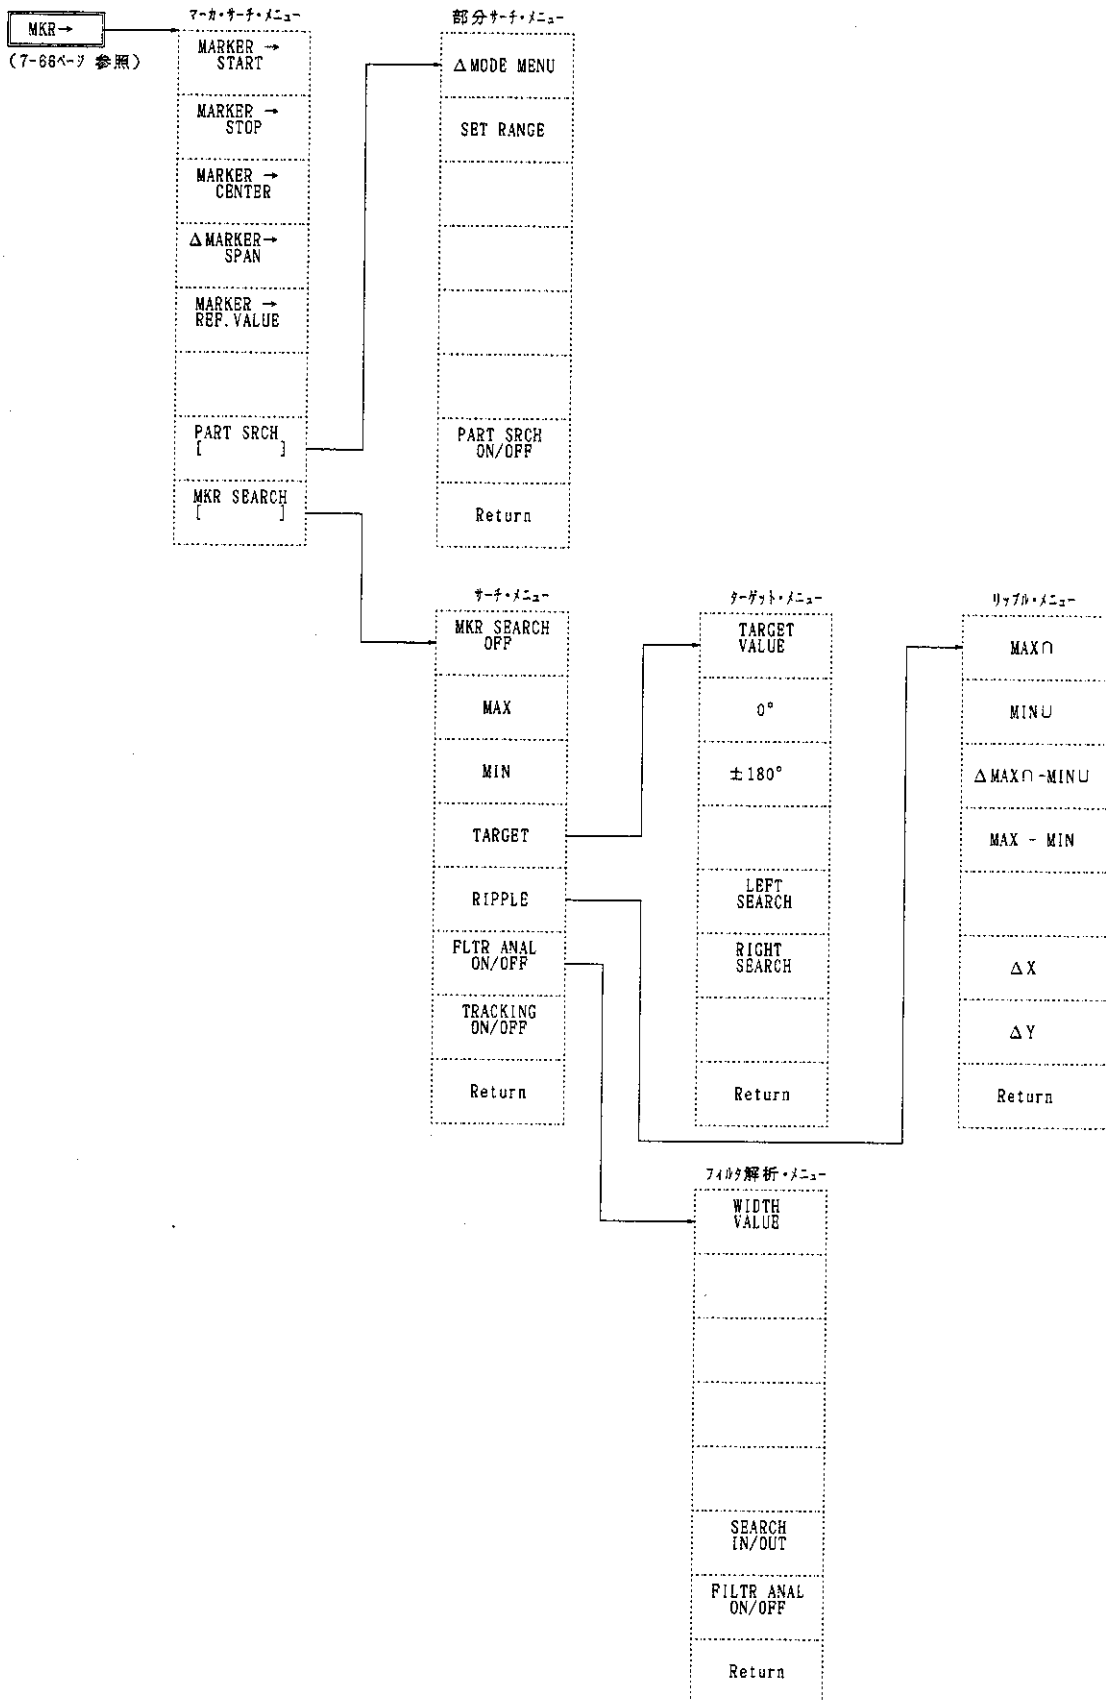 MKR→
(7-66ページ 参照)
マーカ・サーチ・メニュー
MARKER →
START
MARKER →
STOP
MARKER →
CENTER
ΔMARKER→
SPAN
MARKER →
REF.VALUE
PART SRCH
[ ]
MKR SEARCH
[ ]
部分サーチ・メニュー
ΔMODE MENU
SET RANGE
PART SRCH
ON/OFF
Return
サーチ・メニュー
MKR SEARCH
OFF
MAX
MIN
TARGET
RIPPLE
FLTR ANAL
ON/OFF
TRACKING
ON/OFF
Return
ターゲット・メニュー
TARGET
VALUE
0°
±180°
LEFT
SEARCH
RIGHT
SEARCH
Return
リップル・メニュー
MAX∩
MIN∪
ΔMAX∩-MIN∪
MAX - MIN
ΔX
ΔY
Return
フィルタ解析・メニュー
WIDTH
VALUE
SEARCH
IN/OUT
FILTR ANAL
ON/OFF
Return